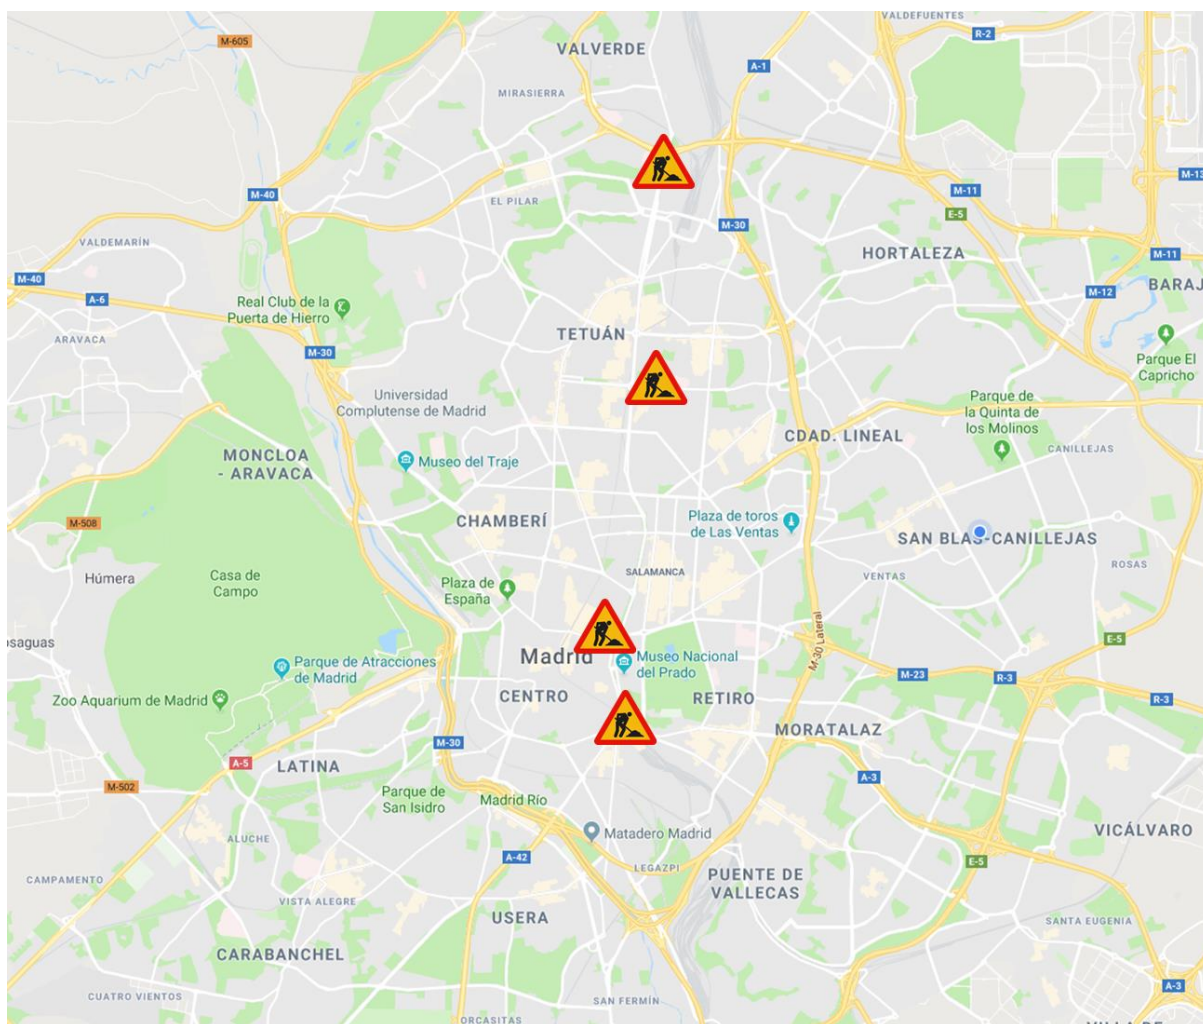 VALDEFUENTES
M-605
R-2
VALVERDE
A-1
MIRASIERRA
M-40
M-13
M-11
EL PILAR
E-5
M-30
VALDEMARÍN
HORTALEZA
M-11
M-40
M-12
BARAJ
A-6
Real Club de la
Puerta de Hierro
TETUÁN
ARAVACA
M-30
Parque El
Capricho
Universidad
Complutense de Madrid
Parque de
la Quinta de
los Molinos
CDAD. LINEAL
CANILLEJAS
MONCLOA
- ARAVACA
Museo del Traje
M-508
CHAMBERÍ
Plaza de toros
de Las Ventas
SAN BLAS-CANILLEJAS
ROSAS
Húmera
Casa de
Campo
Plaza de
España
SALAMANCA
VENTAS
osaguas
M-30 Lateral
E-5
Madrid
Museo Nacional
del Prado
Parque de Atracciones
de Madrid
M-23
R-3
R-3
Zoo Aquarium de Madrid
CENTRO
RETIRO
MORATALAZ
M-30
A-5
LATINA
A-3
M-502
Parque de
San Isidro
Madrid Río
Matadero Madrid
VICÁLVARO
ALUCHE
A-42
LEGAZPI
E-5
CAMPAMENTO
PUENTE DE
VALLECAS
VISTA ALEGRE
USERA
SANTA EUGENIA
CARABANCHEL
A-3
CUATRO VIENTOS
SAN FERMÍN
ORCASITAS
VILLA DE